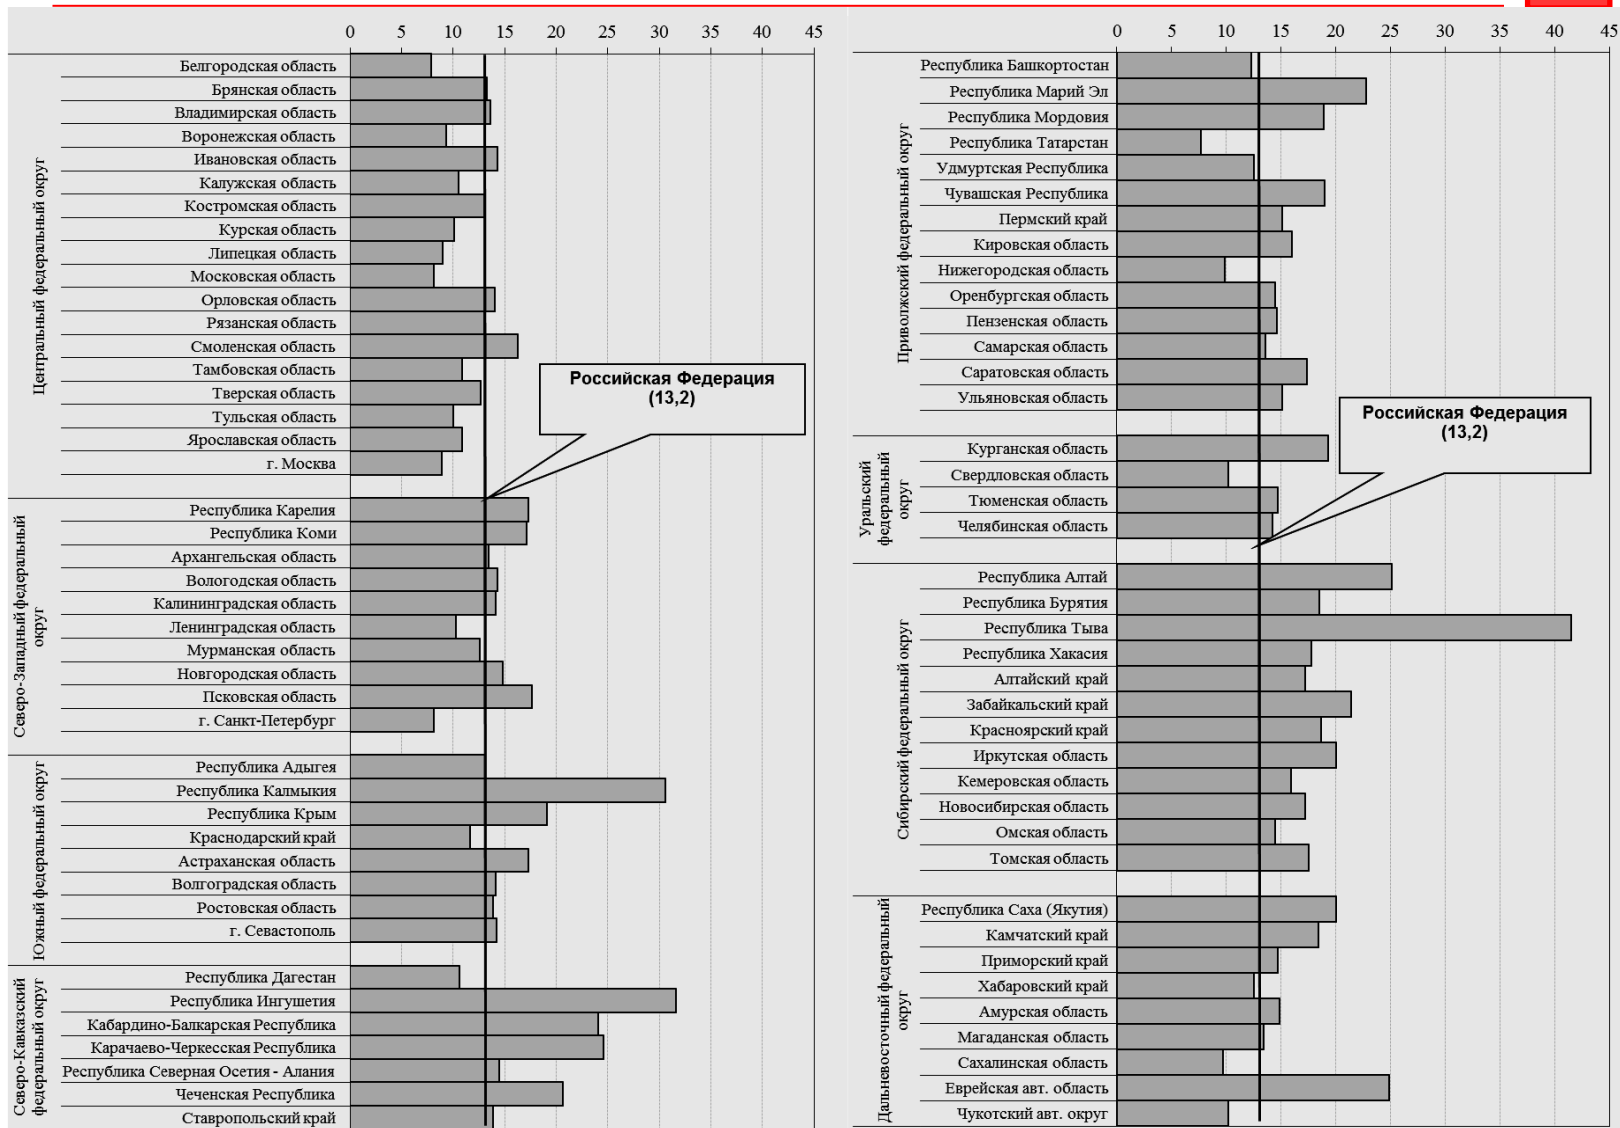 0 5 10 15 20 25 30 35 40 45
Центральный федеральный округ
Белгородская область
Брянская область
Владимирская область
Воронежская область
Ивановская область
Калужская область
Костромская область
Курская область
Липецкая область
Московская область
Орловская область
Рязанская область
Смоленская область
Тамбовская область
Тверская область
Тульская область
Ярославская область
г. Москва
Российская Федерация
(13,2)
Северо-Западный федеральный
округ
Республика Карелия
Республика Коми
Архангельская область
Вологодская область
Калининградская область
Ленинградская область
Мурманская область
Новгородская область
Псковская область
г. Санкт-Петербург
Южный федеральный округ
Республика Адыгея
Республика Калмыкия
Республика Крым
Краснодарский край
Астраханская область
Волгоградская область
Ростовская область
г. Севастополь
Северо-Кавказский
федеральный округ
Республика Дагестан
Республика Ингушетия
Кабардино-Балкарская Республика
Карачаево-Черкесская Республика
Республика Северная Осетия - Алания
Чеченская Республика
Ставропольский край
0 5 10 15 20 25 30 35 40 45
Приволжский федеральный округ
Республика Башкортостан
Республика Марий Эл
Республика Мордовия
Республика Татарстан
Удмуртская Республика
Чувашская Республика
Пермский край
Кировская область
Нижегородская область
Оренбургская область
Пензенская область
Самарская область
Саратовская область
Ульяновская область
Российская Федерация
(13,2)
Уральский
федеральный
округ
Курганская область
Свердловская область
Тюменская область
Челябинская область
Сибирский федеральный округ
Республика Алтай
Республика Бурятия
Республика Тыва
Республика Хакасия
Алтайский край
Забайкальский край
Красноярский край
Иркутская область
Кемеровская область
Новосибирская область
Омская область
Томская область
Дальневосточный федеральный
округ
Республика Саха (Якутия)
Камчатский край
Приморский край
Хабаровский край
Амурская область
Магаданская область
Сахалинская область
Еврейская авт. область
Чукотский авт. округ